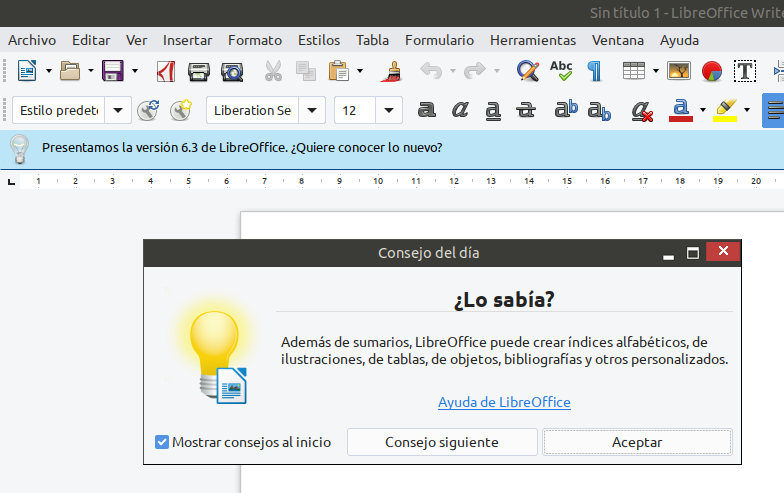 Sin título 1 - LibreOffice Write
Archivo Editar Ver Insertar Formato Estilos Tabla Formulario Herramientas Ventana Ayuda
Abc
T
Estilo predet
Liberation Se
12
a a a a ab ab a a
Presentamos la versión 6.3 de LibreOffice. ¿Quiere conocer lo nuevo?
1 2 3 4 5 6 7 8 9 10 11 12 13 14 15 16 17 18 19 20
Consejo del día
¿Lo sabía?
Además de sumarios, LibreOffice puede crear índices alfabéticos, de
ilustraciones, de tablas, de objetos, bibliografías y otros personalizados.
Ayuda de LibreOffice
Mostrar consejos al inicio
Consejo siguiente
Aceptar